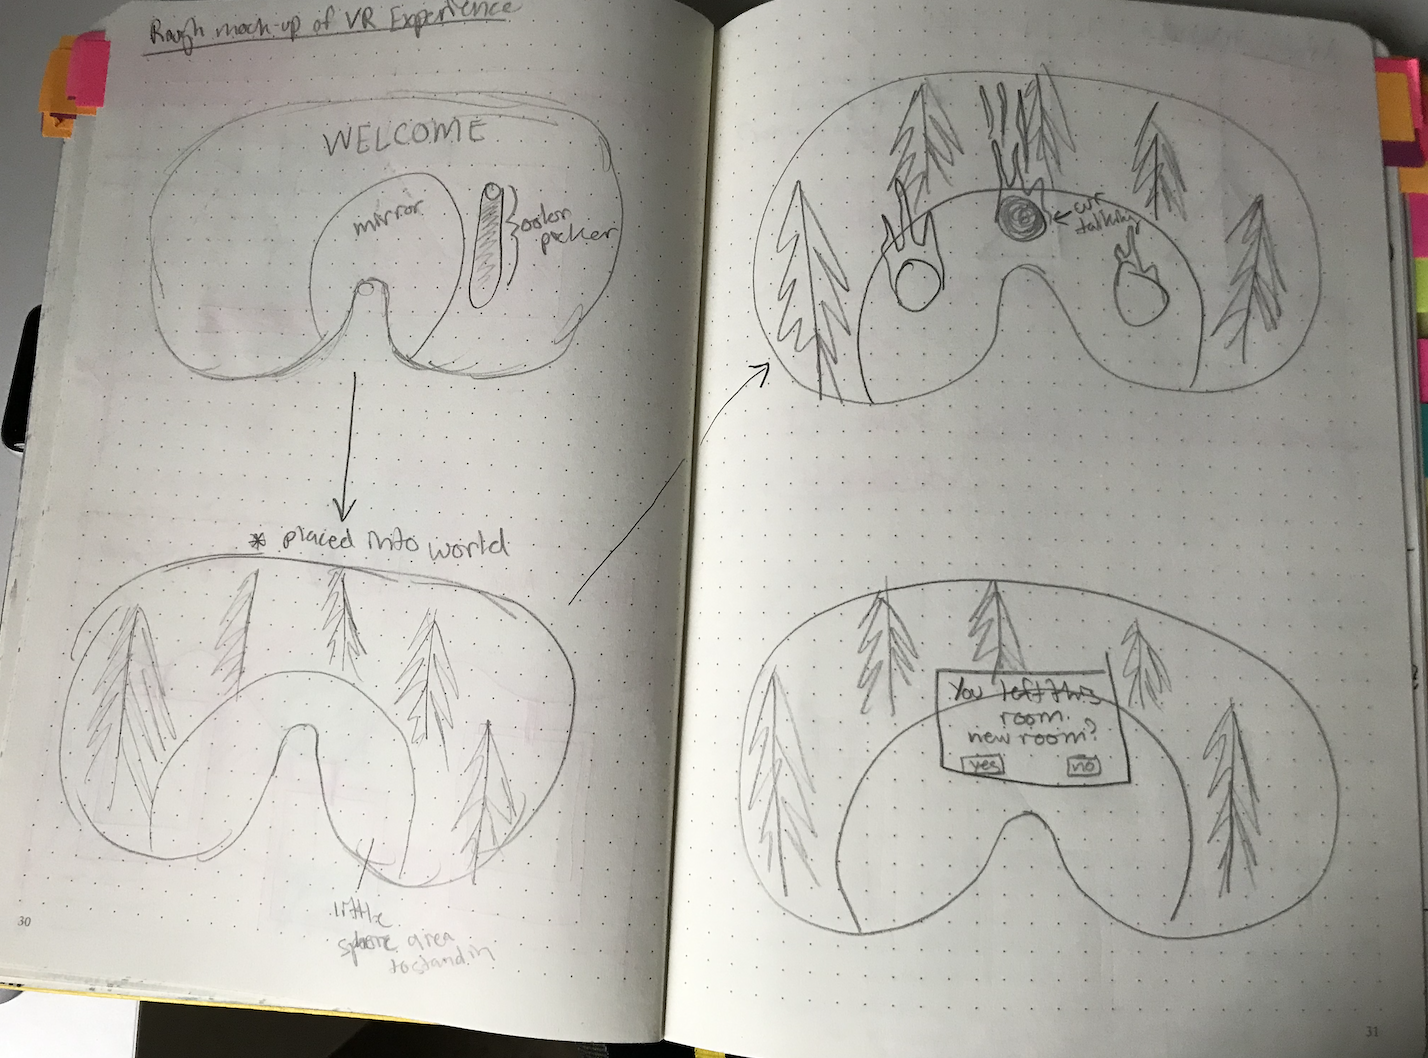 Rough mock-up of VR Experience
WELCOME
mirror
color
picker
* placed into world
little
sphere area
to stand in
30
talking
You left this
room.
new room?
yes
no
31